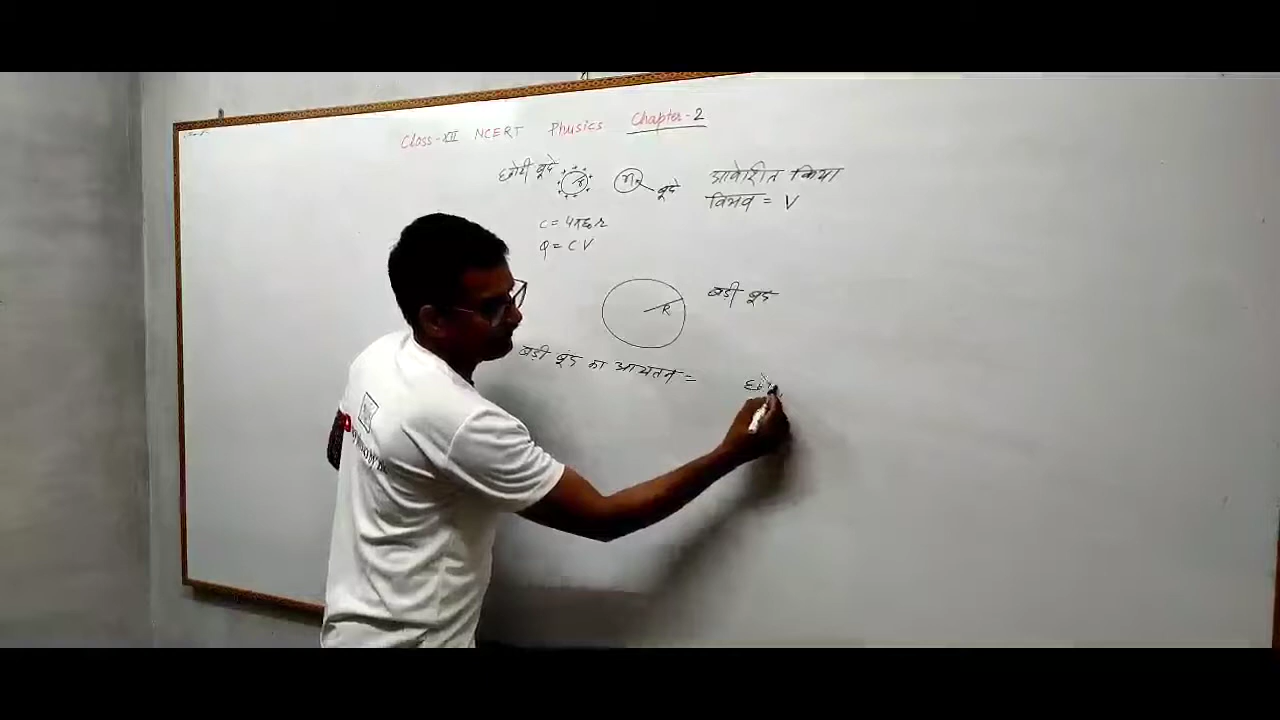 Class-XII NCERT Physics Chapter-2
छोटी बूंदे r n बूंदे
आवेशित किया
विभव = V
C = 4πε₀r
Q = CV
R बड़ी बूंद
बड़ी बूंद का आयतन =